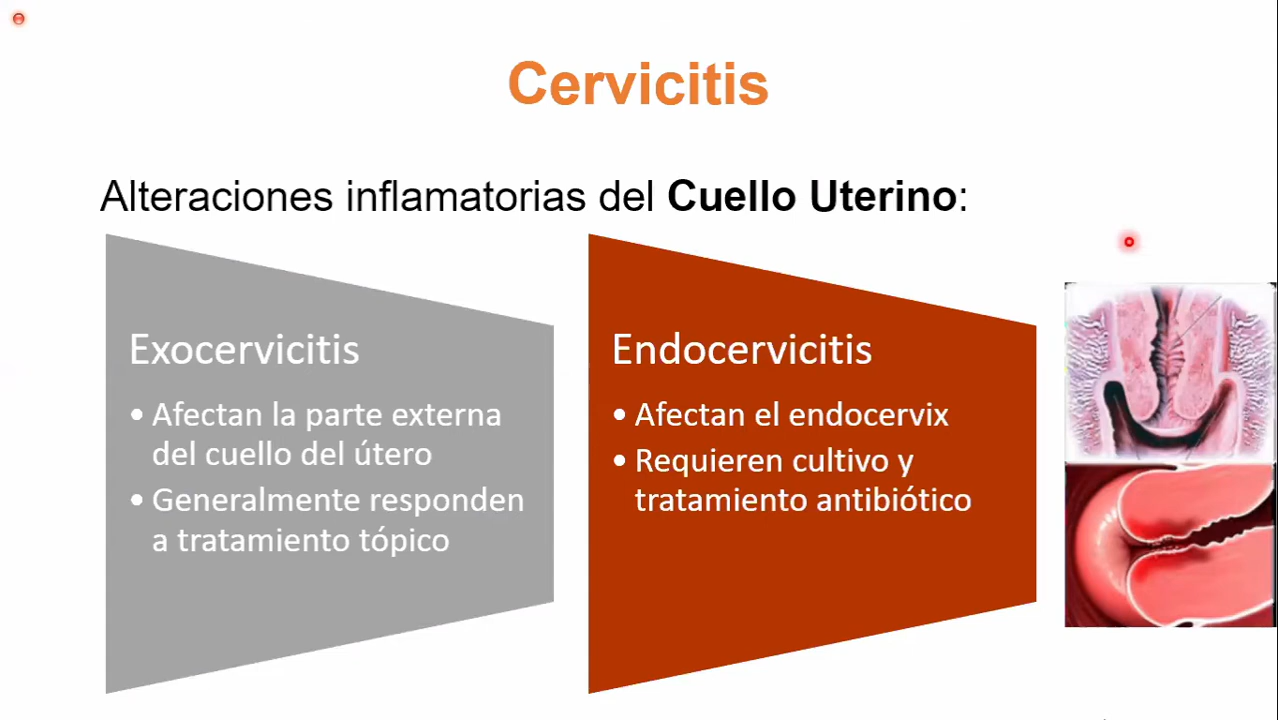 Cervicitis
Alteraciones inflamatorias del Cuello Uterino:
Exocervicitis
• Afectan la parte externa
del cuello del útero
• Generalmente responden
a tratamiento tópico
Endocervicitis
• Afectan el endocervix
• Requieren cultivo y
tratamiento antibiótico